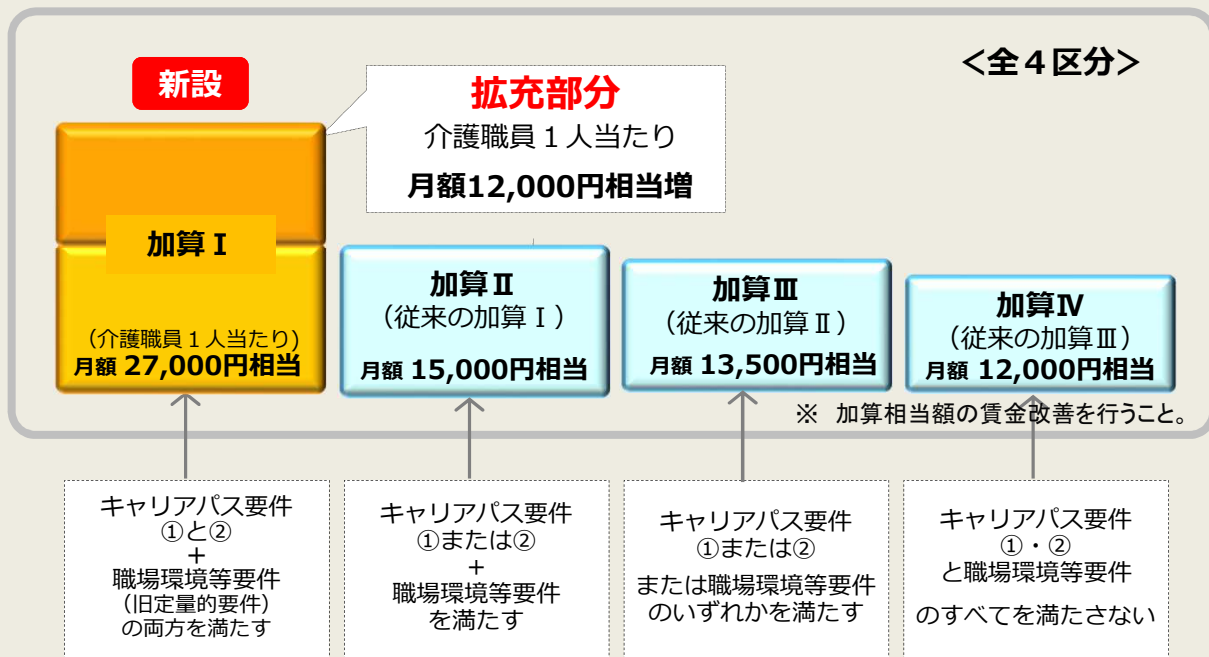 <全４区分>
新設
拡充部分
介護職員１人当たり
月額12,000円相当増
加算Ⅰ
（介護職員１人当たり）
月額 27,000円相当
加算Ⅱ
（従来の加算Ⅰ）
月額 15,000円相当
加算Ⅲ
（従来の加算Ⅱ）
月額 13,500円相当
加算Ⅳ
（従来の加算Ⅲ）
月額 12,000円相当
※　加算相当額の賃金改善を行うこと。
キャリアパス要件
①と②
＋
職場環境等要件
（旧定量的要件）
の両方を満たす
キャリアパス要件
①または②
＋
職場環境等要件
を満たす
キャリアパス要件
①または②
または職場環境等要件
のいずれかを満たす
キャリアパス要件
①・②
と職場環境等要件
のすべてを満たさない